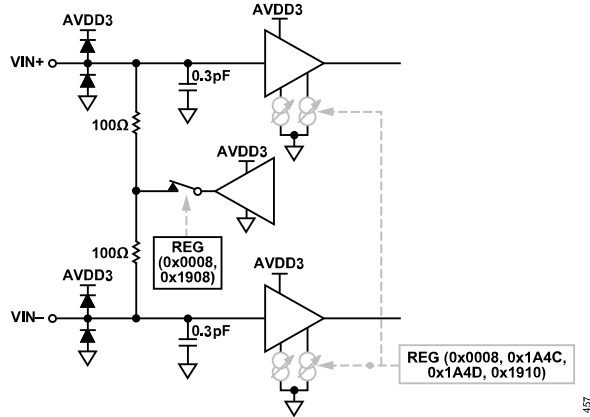 AVDD3
AVDD3
VIN+
0.3pF
100Ω
AVDD3
REG
(0x0008,
0x1908)
100Ω
AVDD3
AVDD3
VIN–
0.3pF
REG (0x0008, 0x1A4C,
0x1A4D, 0x1910)
457